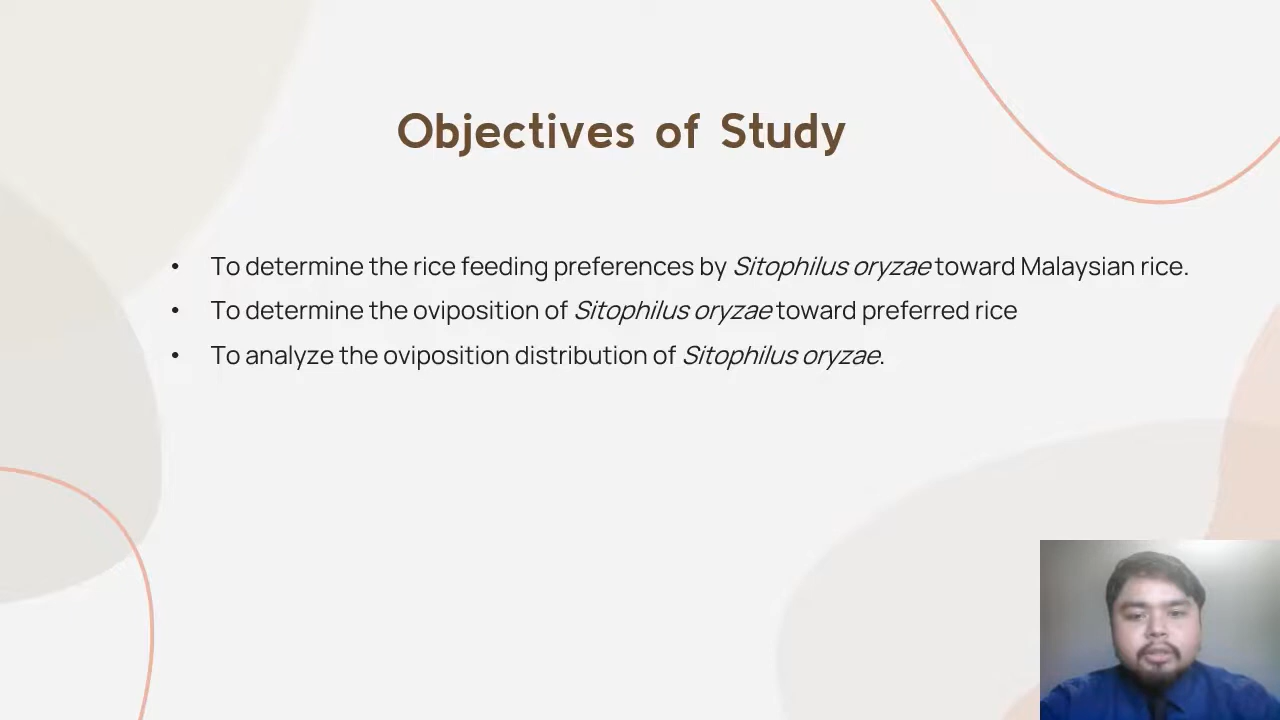 Objectives of Study
• To determine the rice feeding preferences by Sitophilus oryzae toward Malaysian rice.
• To determine the oviposition of Sitophilus oryzae toward preferred rice
• To analyze the oviposition distribution of Sitophilus oryzae.